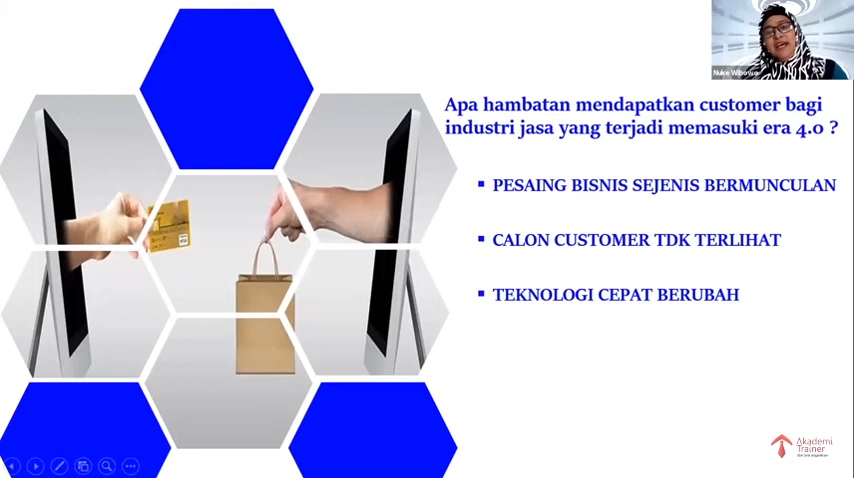 Nuke Wibowo
Apa hambatan mendapatkan customer bagi
industri jasa yang terjadi memasuki era 4.0 ?
PESAING BISNIS SEJENIS BERMUNCULAN
CALON CUSTOMER TDK TERLIHAT
TEKNOLOGI CEPAT BERUBAH
Akademi
Trainer